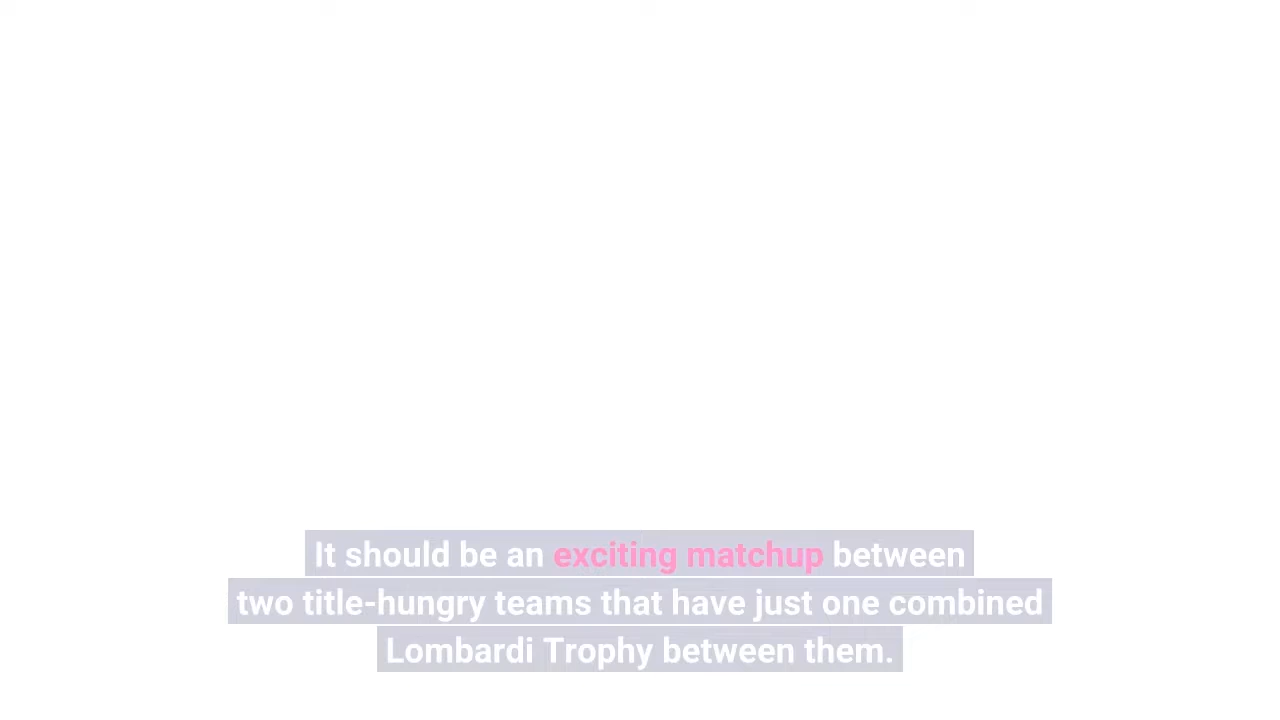 It should be an exciting matchup between
two title-hungry teams that have just one combined
Lombardi Trophy between them.